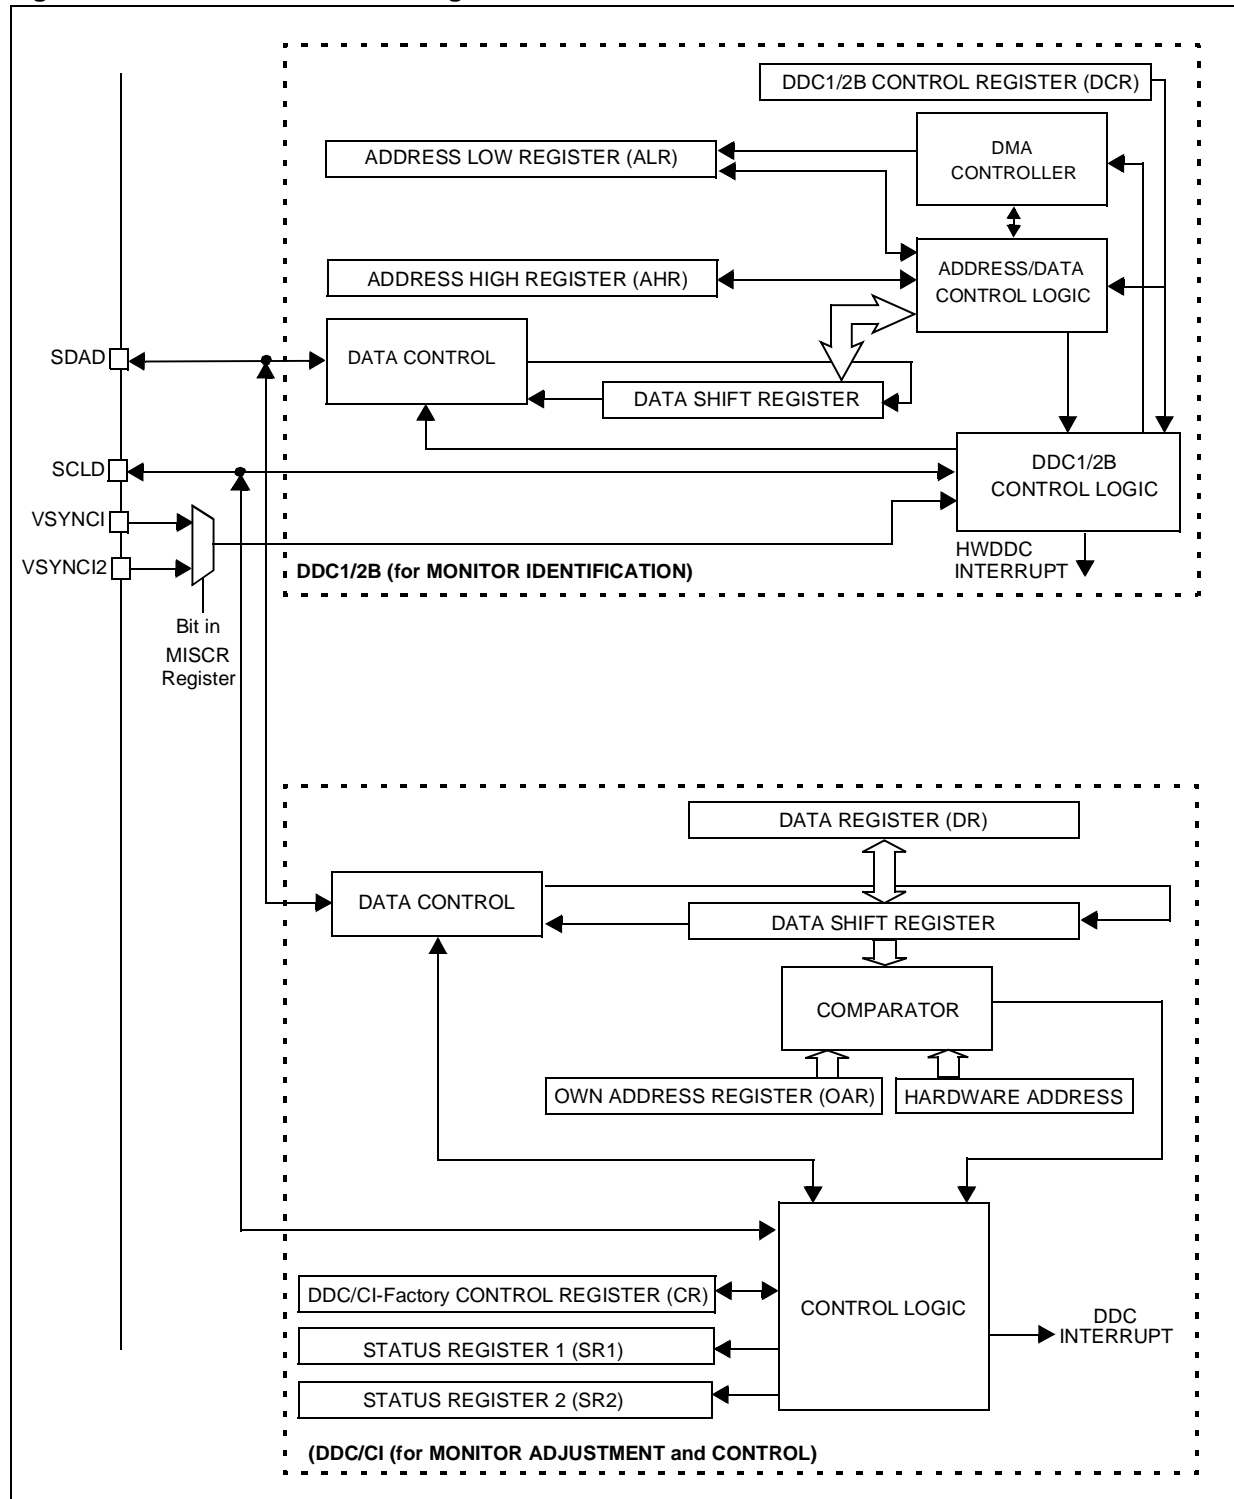 DDC1/2B CONTROL REGISTER (DCR)
ADDRESS LOW REGISTER (ALR)
DMA
CONTROLLER
ADDRESS HIGH REGISTER (AHR)
ADDRESS/DATA
CONTROL LOGIC
SDAD
DATA CONTROL
DATA SHIFT REGISTER
SCLD
DDC1/2B
CONTROL LOGIC
VSYNCI
VSYNCI2
HWDDC
INTERRUPT
DDC1/2B (for MONITOR IDENTIFICATION)
Bit in
MISCR
Register
DATA REGISTER (DR)
DATA CONTROL
DATA SHIFT REGISTER
COMPARATOR
OWN ADDRESS REGISTER (OAR)
HARDWARE ADDRESS
DDC/CI-Factory CONTROL REGISTER (CR)
CONTROL LOGIC
DDC
INTERRUPT
STATUS REGISTER 1 (SR1)
STATUS REGISTER 2 (SR2)
(DDC/CI (for MONITOR ADJUSTMENT and CONTROL)